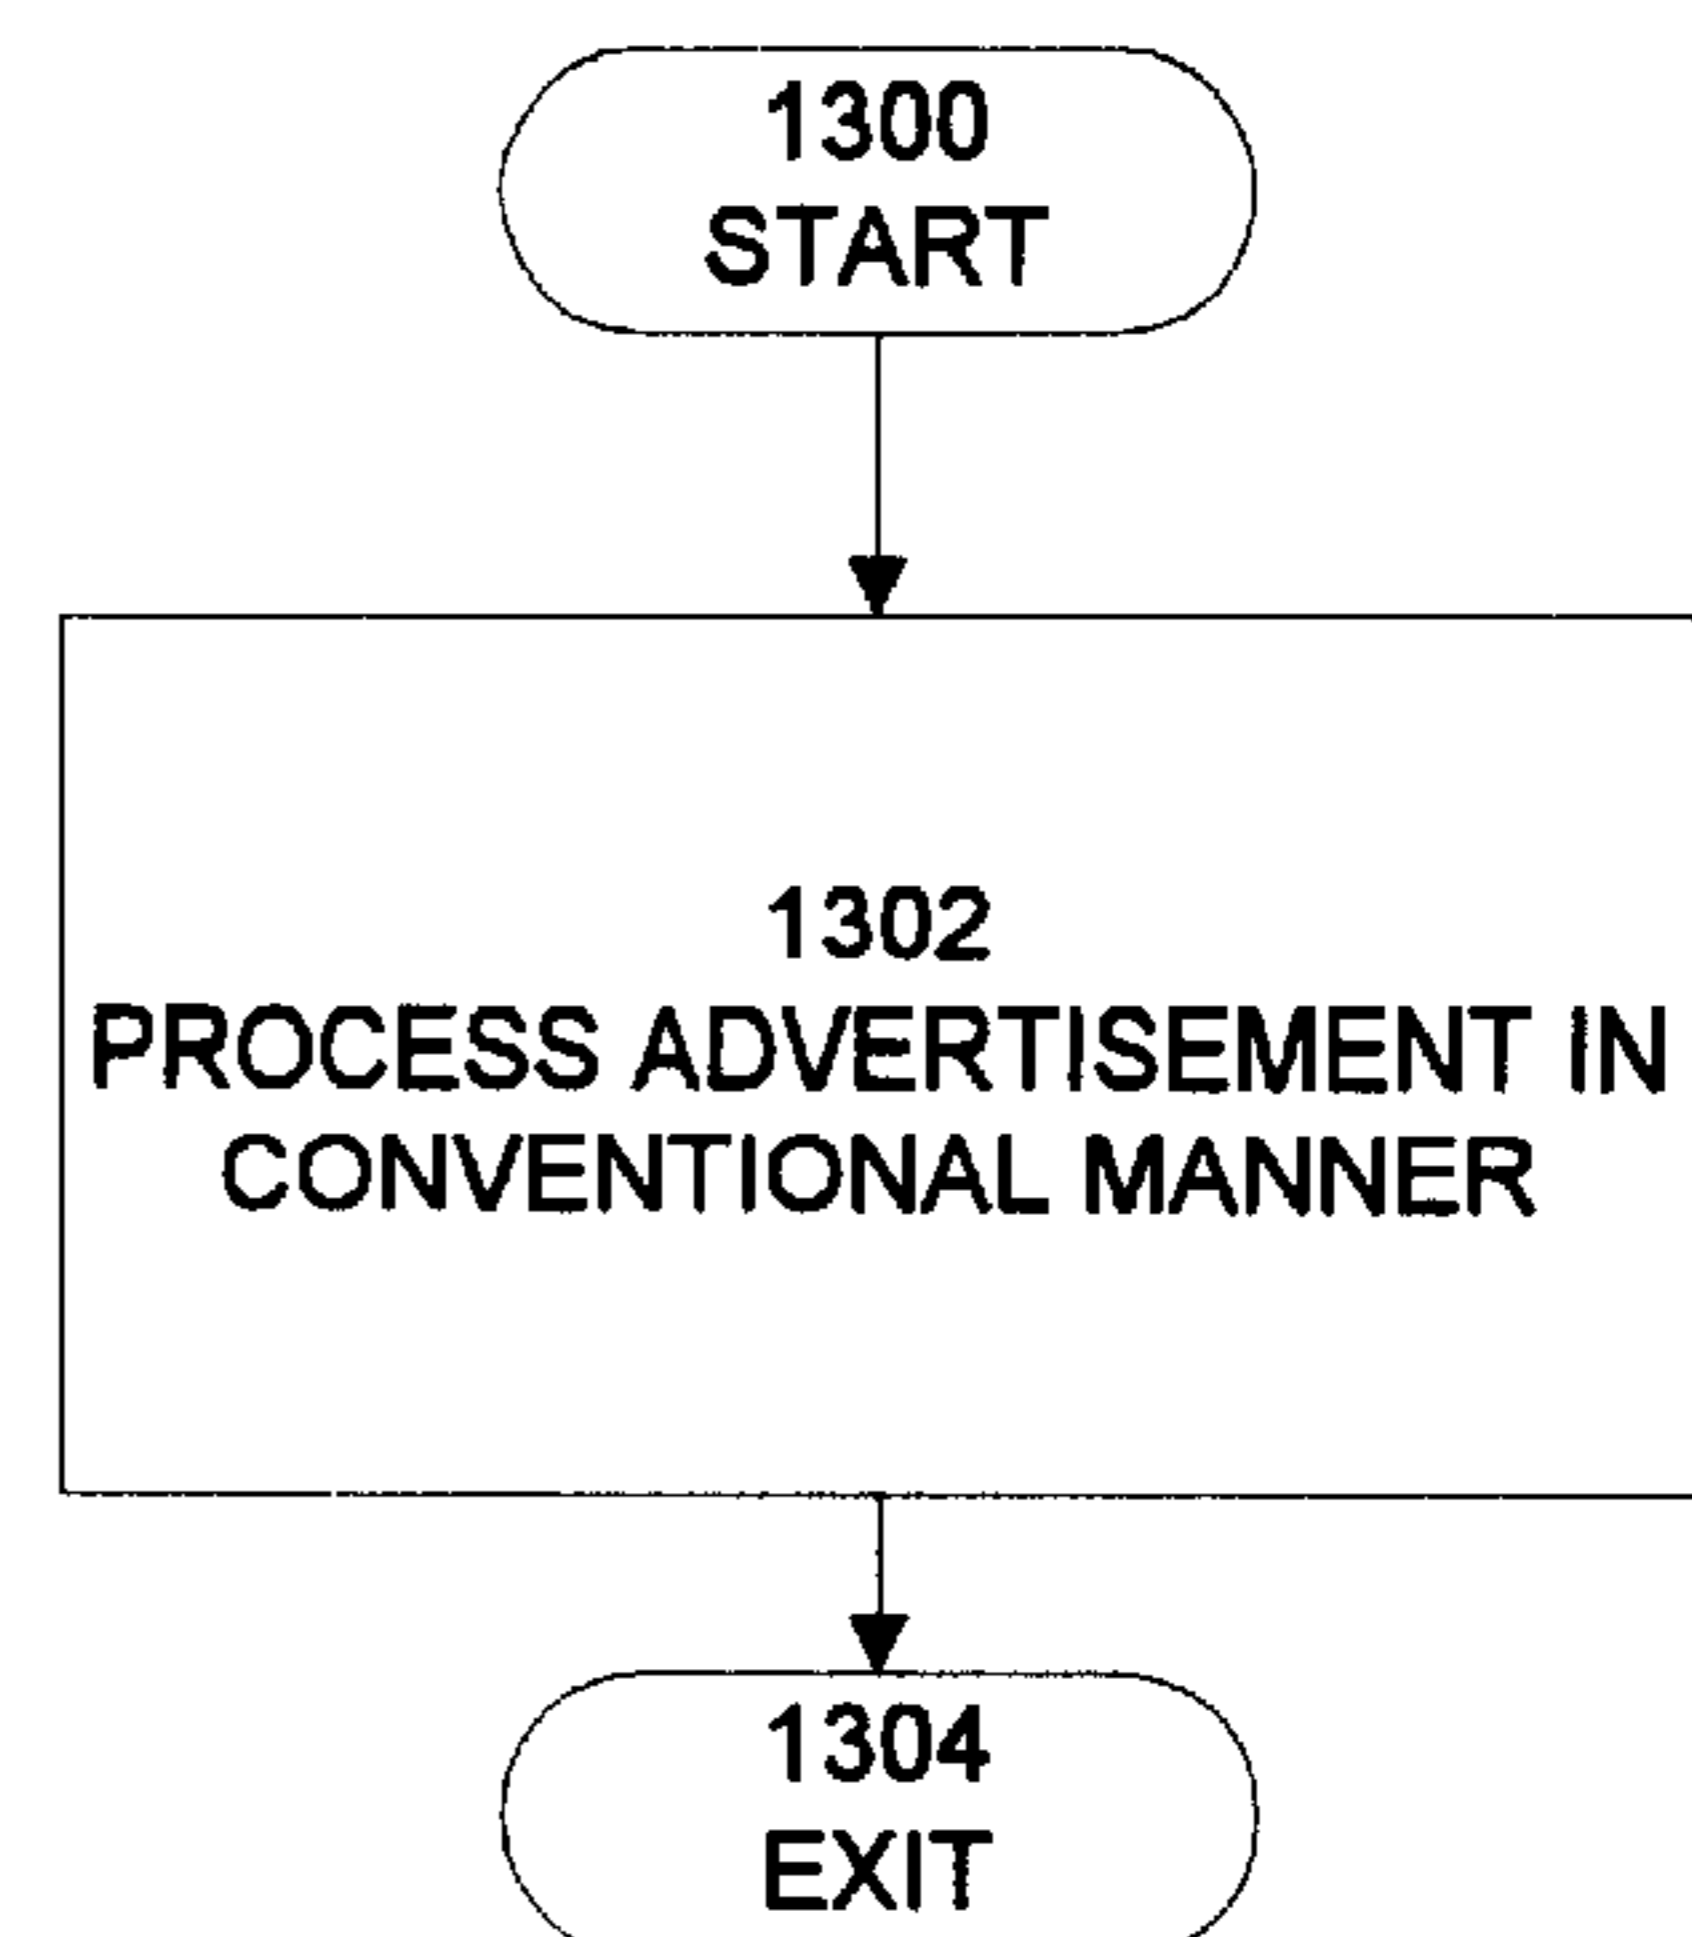 1300
START
1302
PROCESS ADVERTISEMENT IN
CONVENTIONAL MANNER
1304
EXIT